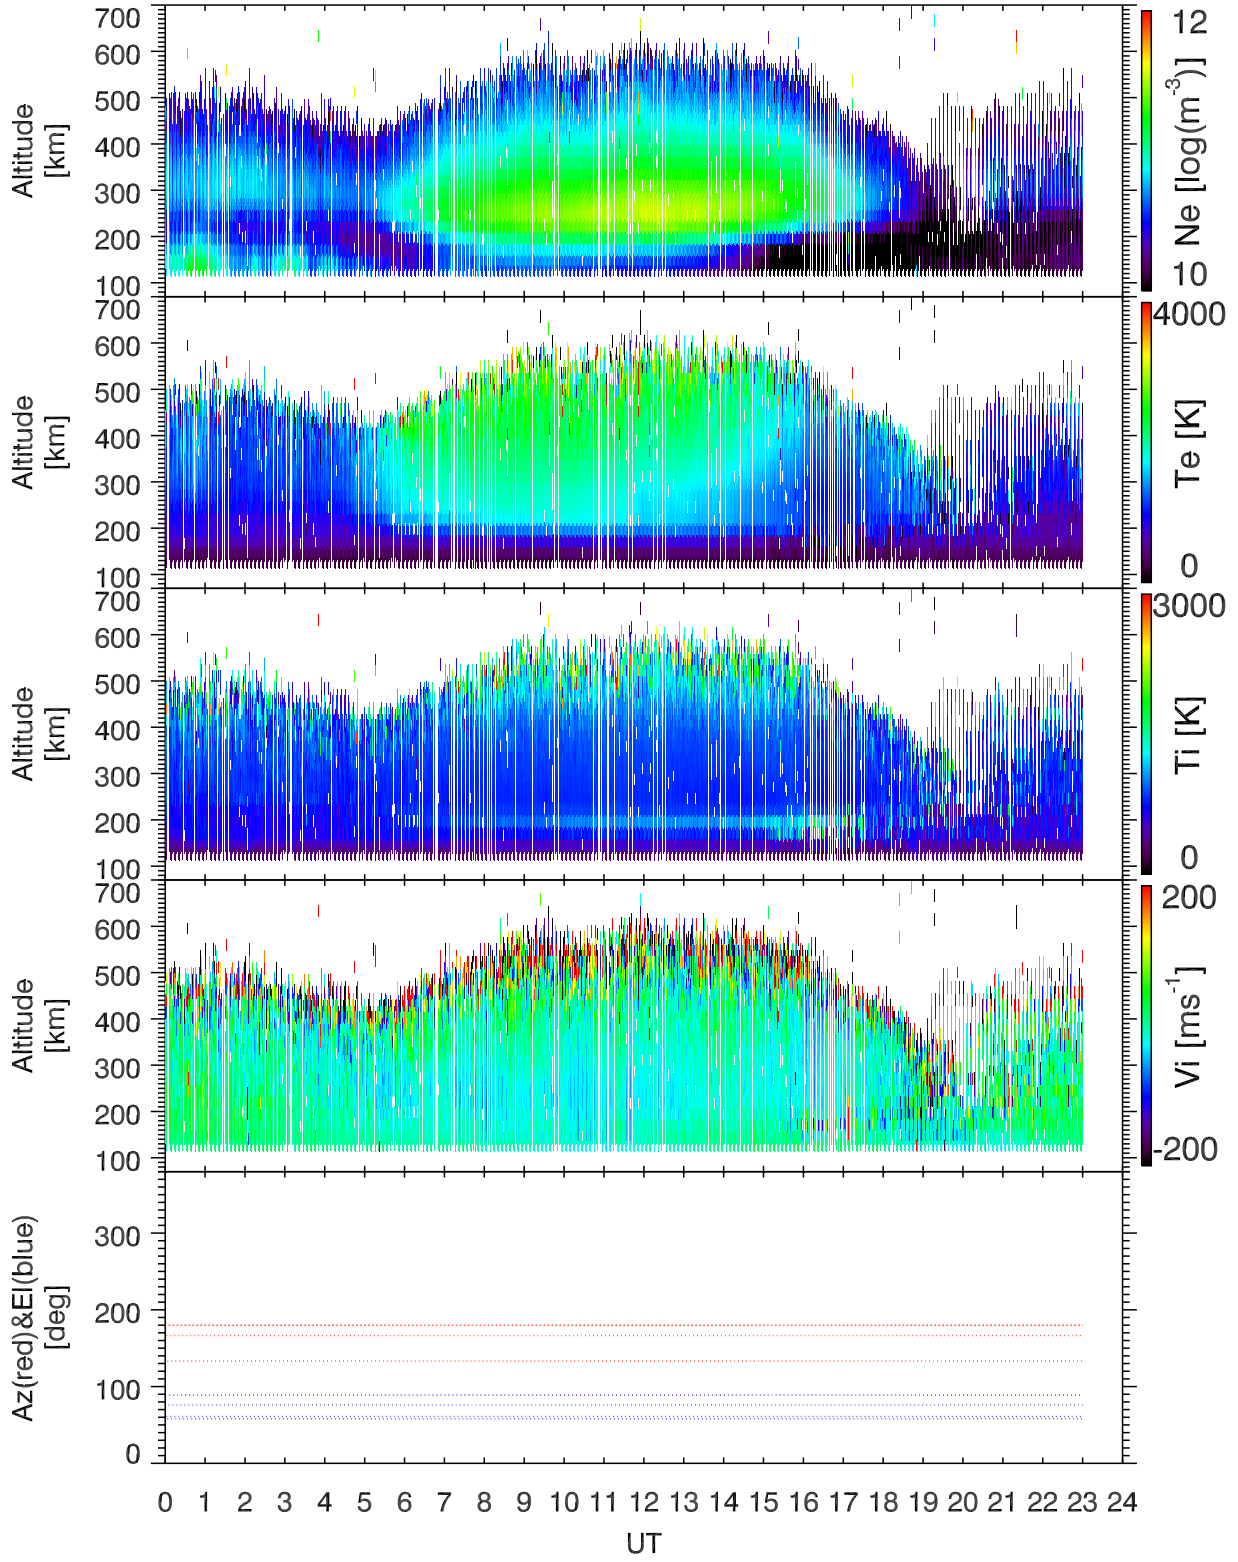 700
600
500
400
300
200
100
Altitude
[km]
12
10
Ne [log(m⁻³)]
700
600
500
400
300
200
100
Altitude
[km]
4000
0
Te [K]
700
600
500
400
300
200
100
Altitude
[km]
3000
0
Ti [K]
700
600
500
400
300
200
100
Altitude
[km]
200
-200
Vi [ms⁻¹]
300
200
100
0
Az(red)&El(blue)
[deg]
0 1 2 3 4 5 6 7 8 9 10 11 12 13 14 15 16 17 18 19 20 21 22 23 24
UT